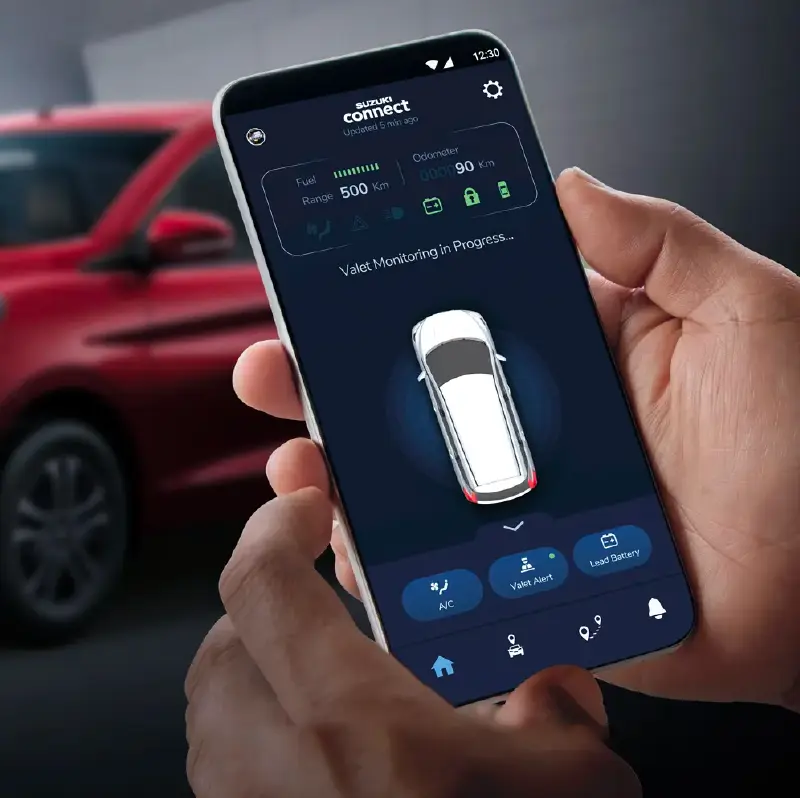 12:30
SUZUKI
connect
Updated 5 min ago
Fuel
Range 500 Km
Odometer
000090 Km
Valet Monitoring in Progress...
A/C
Valet Alert
Lead Battery